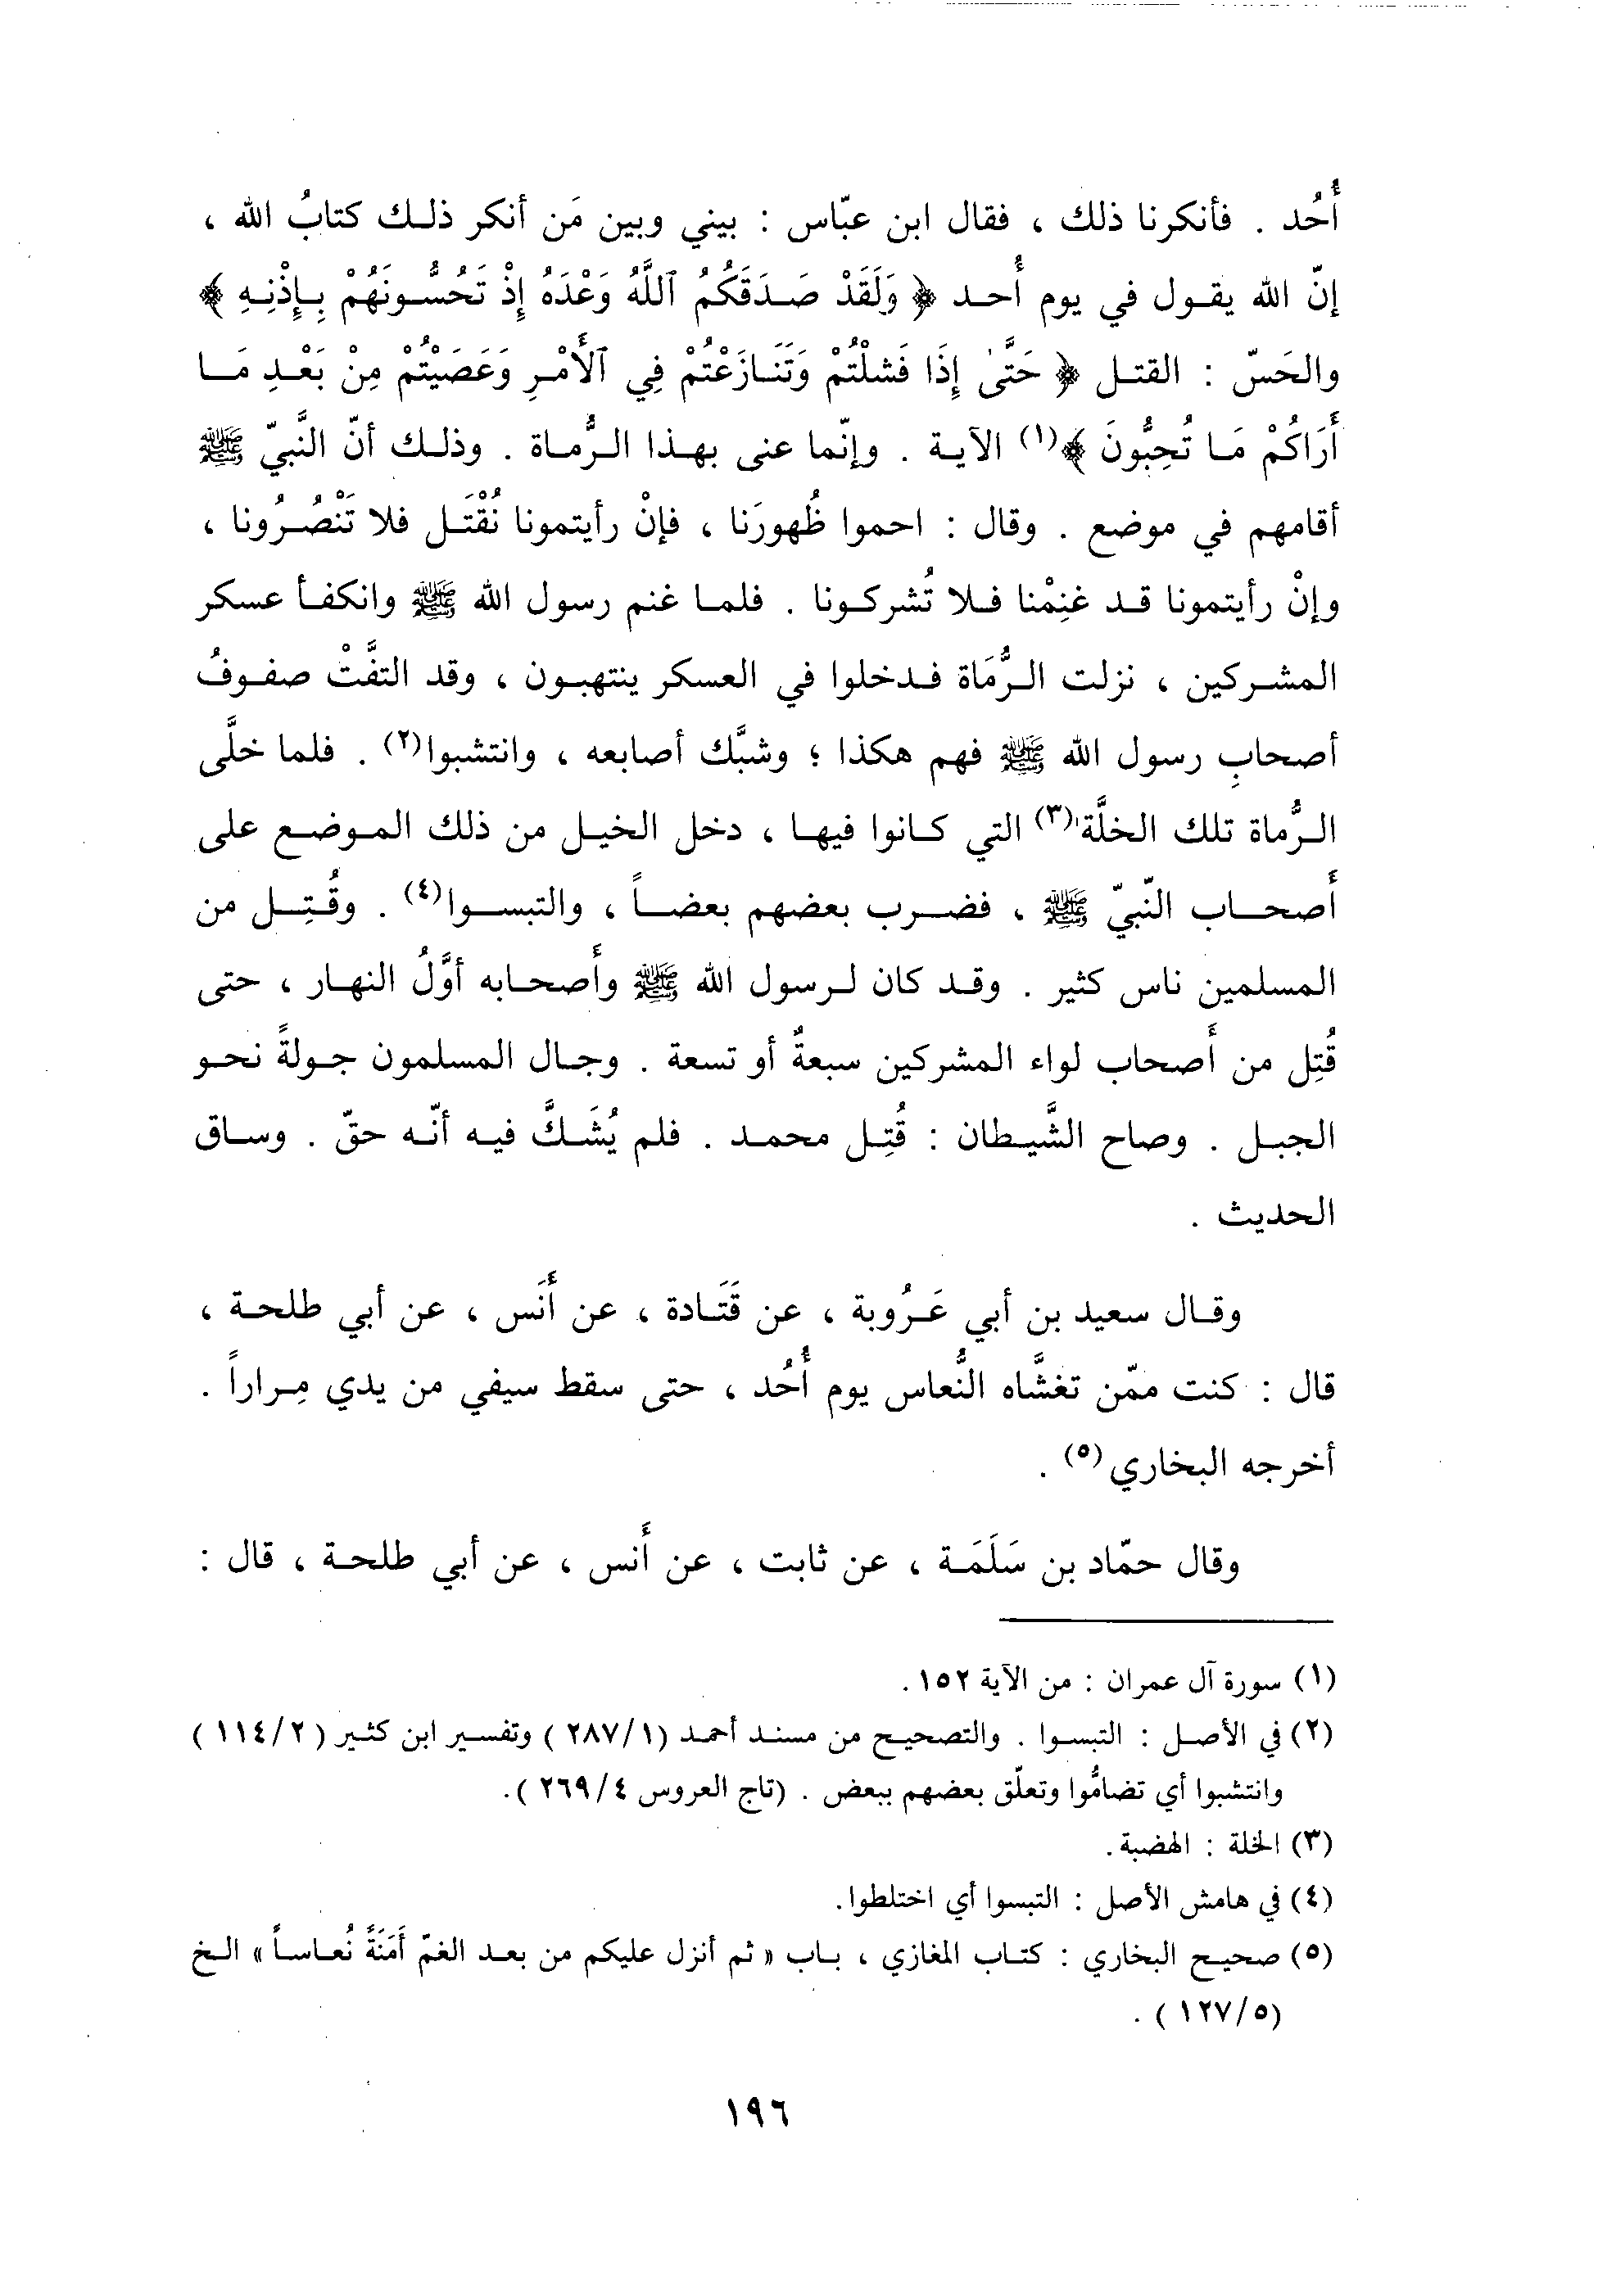 أُحُد . فأنكرنا ذلك ، فقال ابن عبّاس : بيني وبين مَن أنكر ذلك كتابُ الله ،
إنّ الله يقول في يوم أُحد ﴿ وَلَقَدْ صَدَقَكُمُ ٱللَّهُ وَعْدَهُ إِذْ تَحُسُّونَهُمْ بِإِذْنِهِ ﴾
والحَسّ : القتل ﴿ حَتَّىٰ إِذَا فَشلْتُمْ وَتَنَازَعْتُمْ فِي ٱلأَمْرِ وَعَصَيْتُمْ مِنْ بَعْدِ مَا
أَرَاكُمْ مَا تُحِبُّونَ ﴾(١) الآية . وإنّما عنى بهذا الرُّماة . وذلك أنّ النَّبيّ ﷺ
أقامهم في موضع . وقال : احموا ظُهورَنا ، فإنْ رأيتمونا نُقْتَل فلا تَنْصُرُونا ،
وإنْ رأيتمونا قد غنِمْنا فلا تُشركونا . فلما غنم رسول الله ﷺ وانكفأ عسكر
المشركين ، نزلت الرُّمَاة فدخلوا في العسكر ينتهبون ، وقد التفَّتْ صفوفُ
أصحابِ رسول الله ﷺ فهم هكذا ؛ وشبَّك أصابعه ، وانتشبوا(٢) . فلما خلَّى
الرُّماة تلك الخلَّة(٣) التي كانوا فيها ، دخل الخيل من ذلك الموضع على
أَصحاب النّبيّ ﷺ ، فضرب بعضهم بعضاً ، والتبسوا(٤) . وقُتِل من
المسلمين ناس كثير . وقد كان لرسول الله ﷺ وأَصحابه أوَّلُ النهار ، حتى
قُتِل من أَصحاب لواء المشركين سبعةٌ أو تسعة . وجال المسلمون جولةً نحو
الجبل . وصاح الشَّيطان : قُتِل محمد . فلم يُشَكَّ فيه أنّه حقّ . وساق
الحديث .
وقال سعيد بن أبي عَرُوبة ، عن قَتَادة ، عن أَنَس ، عن أبي طلحة ،
قال : كنت ممّن تغشَّاه النُّعاس يوم أُحُد ، حتى سقط سيفي من يدي مِراراً .
أخرجه البخاري(٥) .
وقال حمّاد بن سَلَمَة ، عن ثابت ، عن أَنس ، عن أبي طلحة ، قال :
(١) سورة آل عمران : من الآية ١٥٢.
(٢) في الأصل : التبسوا . والتصحيح من مسند أحمد (٢٨٧/١ ) وتفسير ابن كثير ( ١١٤/٢ )
وانتشبوا أي تضامُّوا وتعلّق بعضهم ببعض . (تاج العروس ٢٦٩/٤ ).
(٣) الخلة : الهضبة.
(٤) في هامش الأصل : التبسوا أي اختلطوا.
(٥) صحيح البخاري : كتاب المغازي ، باب « ثم أنزل عليكم من بعد الغمّ أَمَنَةً نُعاساً » الخ
(١٢٧/٥ ) .
١٩٦